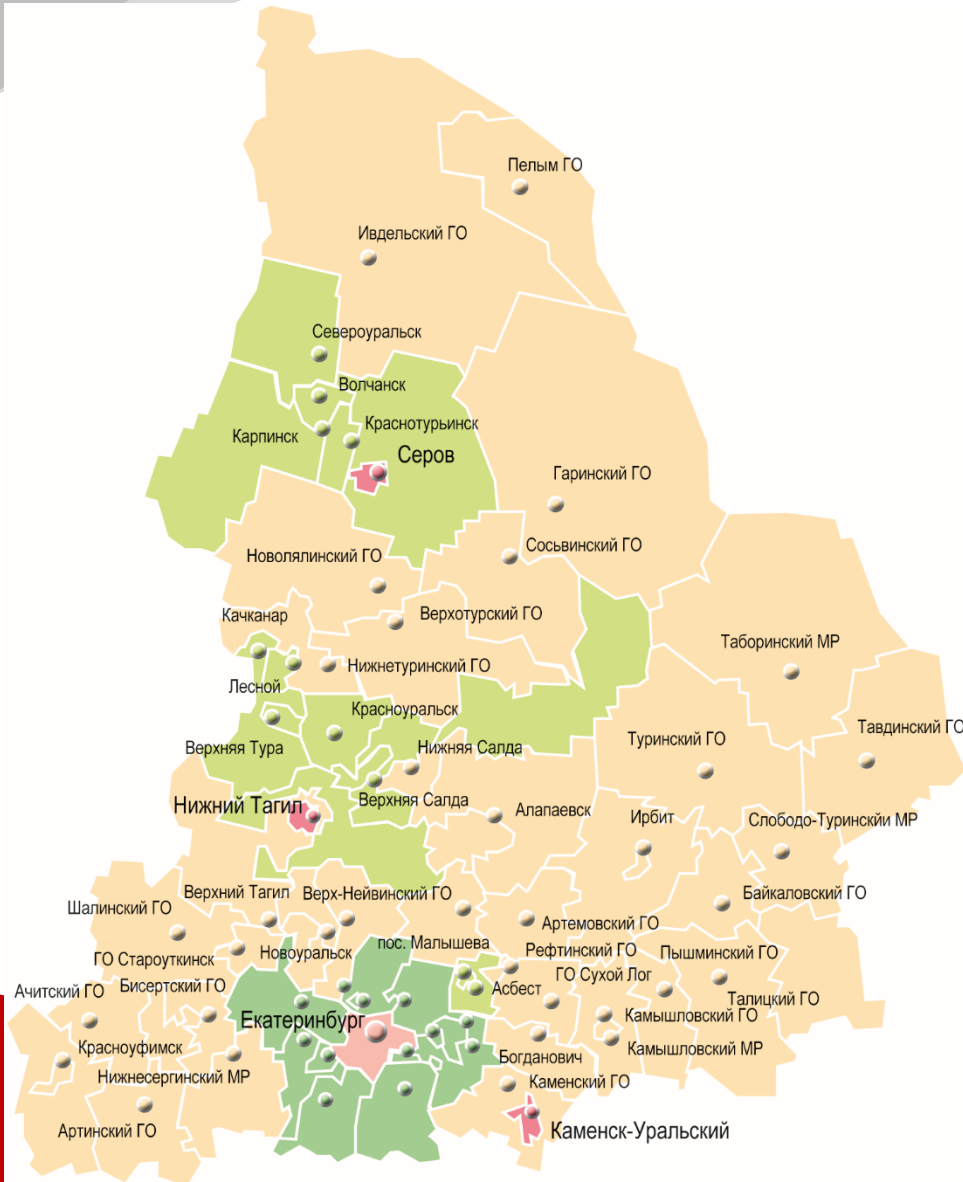 Пелым ГО
Ивдельский ГО
Североуральск
Волчанск
Краснотурьинск
Карпинск
Серов
Гаринский ГО
Сосьвинский ГО
Новолялинский ГО
Качканар
Верхотурский ГО
Таборинский МР
Нижнетуринский ГО
Лесной
Красноуральск
Тавдинский ГО
Туринский ГО
Верхняя Тура
Нижняя Салда
Верхняя Салда
Нижний Тагил
Алапаевск
Ирбит
Слободо-Туринскйи МР
Верхний Тагил
Верх-Нейвинский ГО
Байкаловский ГО
Шалинский ГО
Артемовский ГО
пос. Малышева
Новоуральск
Рефтинский ГО
Пышминский ГО
ГО Староуткинск
ГО Сухой Лог
Бисертский ГО
Ачитский ГО
Асбест
Талицкий ГО
Екатеринбург
Камышловский ГО
Камышловский МР
Красноуфимск
Богданович
Нижнесергинский МР
Каменский ГО
Артинский ГО
Каменск-Уральский